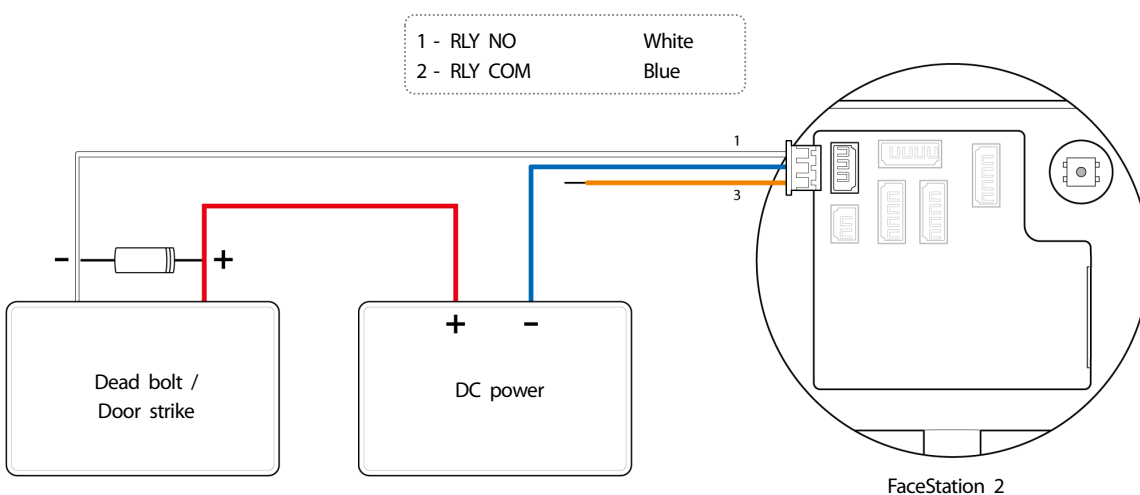 1 - RLY NO White
2 - RLY COM Blue
1
3
- +
+ -
Dead bolt /
Door strike
DC power
FaceStation 2